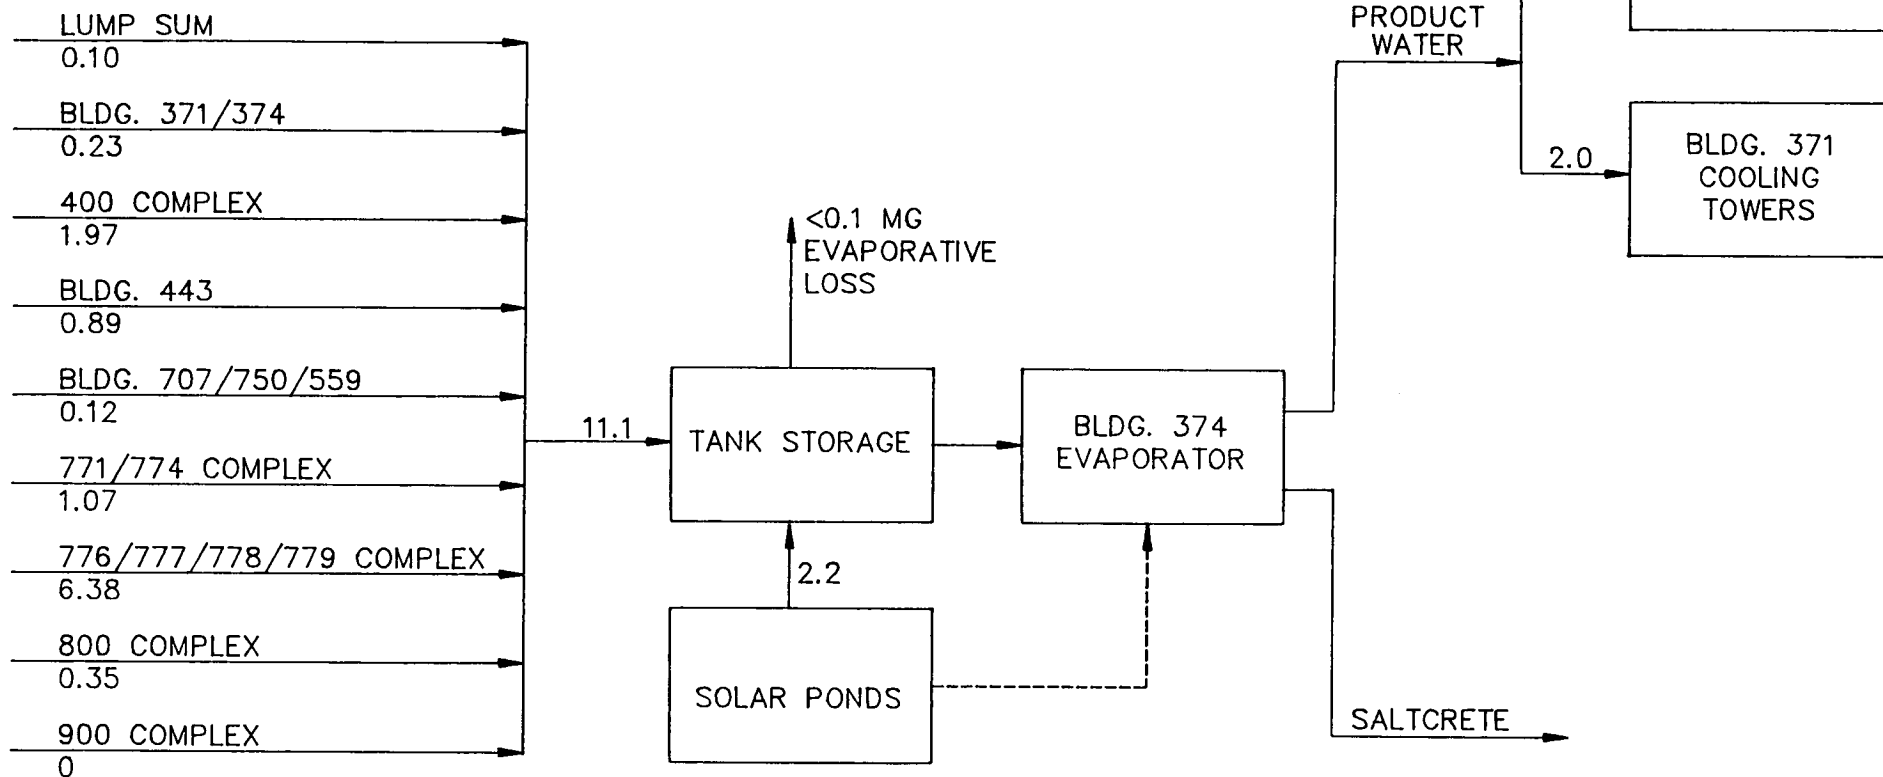 LUMP SUM
0.10
BLDG. 371/374
0.23
400 COMPLEX
1.97
BLDG. 443
0.89
BLDG. 707/750/559
0.12
771/774 COMPLEX
1.07
776/777/778/779 COMPLEX
6.38
800 COMPLEX
0.35
900 COMPLEX
0
11.1
<0.1 MG
EVAPORATIVE
LOSS
TANK STORAGE
2.2
SOLAR PONDS
BLDG. 374
EVAPORATOR
PRODUCT
WATER
2.0
BLDG. 371
COOLING
TOWERS
SALTCRETE